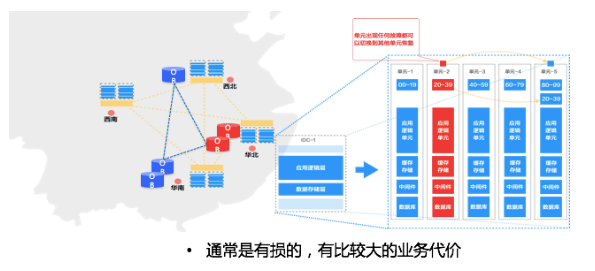 单元出现任何故障都可
以切换到其他单元恢复
单元-1
单元-2
单元-3
单元-4
单元-5
00-19
20-39
40-59
60-79
80-99
20-39
应用
逻辑
单元
应用
逻辑
单元
应用
逻辑
单元
应用
逻辑
单元
应用
逻辑
单元
缓存
存储
缓存
存储
缓存
存储
缓存
存储
缓存
存储
中间件
中间件
中间件
中间件
中间件
数据库
数据库
数据库
数据库
数据库
IDC-1
应用逻辑层
数据存储层
O
B
西北
西南
O
B
O
B
华北
O
B
O
B
华南
• 通常是有损的，有比较大的业务代价